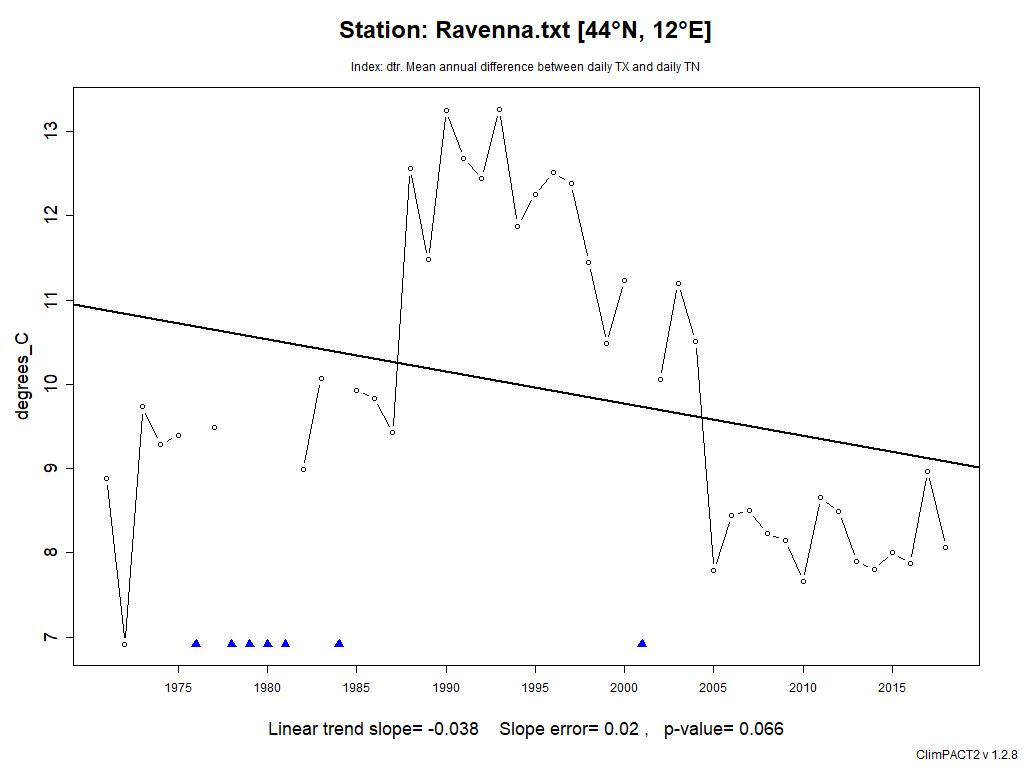 Station: Ravenna.txt [44°N, 12°E]
Index: dtr. Mean annual difference between daily TX and daily TN
degrees_C
13
12
11
10
9
8
7
1975 1980 1985 1990 1995 2000 2005 2010 2015
Linear trend slope= -0.038 Slope error= 0.02 , p-value= 0.066
ClimPACT2 v 1.2.8